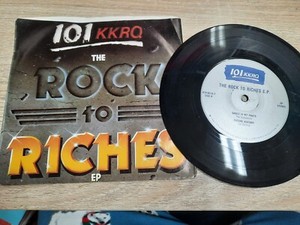 101 KKRQ
THE
ROCK
to
RICHES
EP
101 KKRQ
THE ROCK TO RICHES E.P